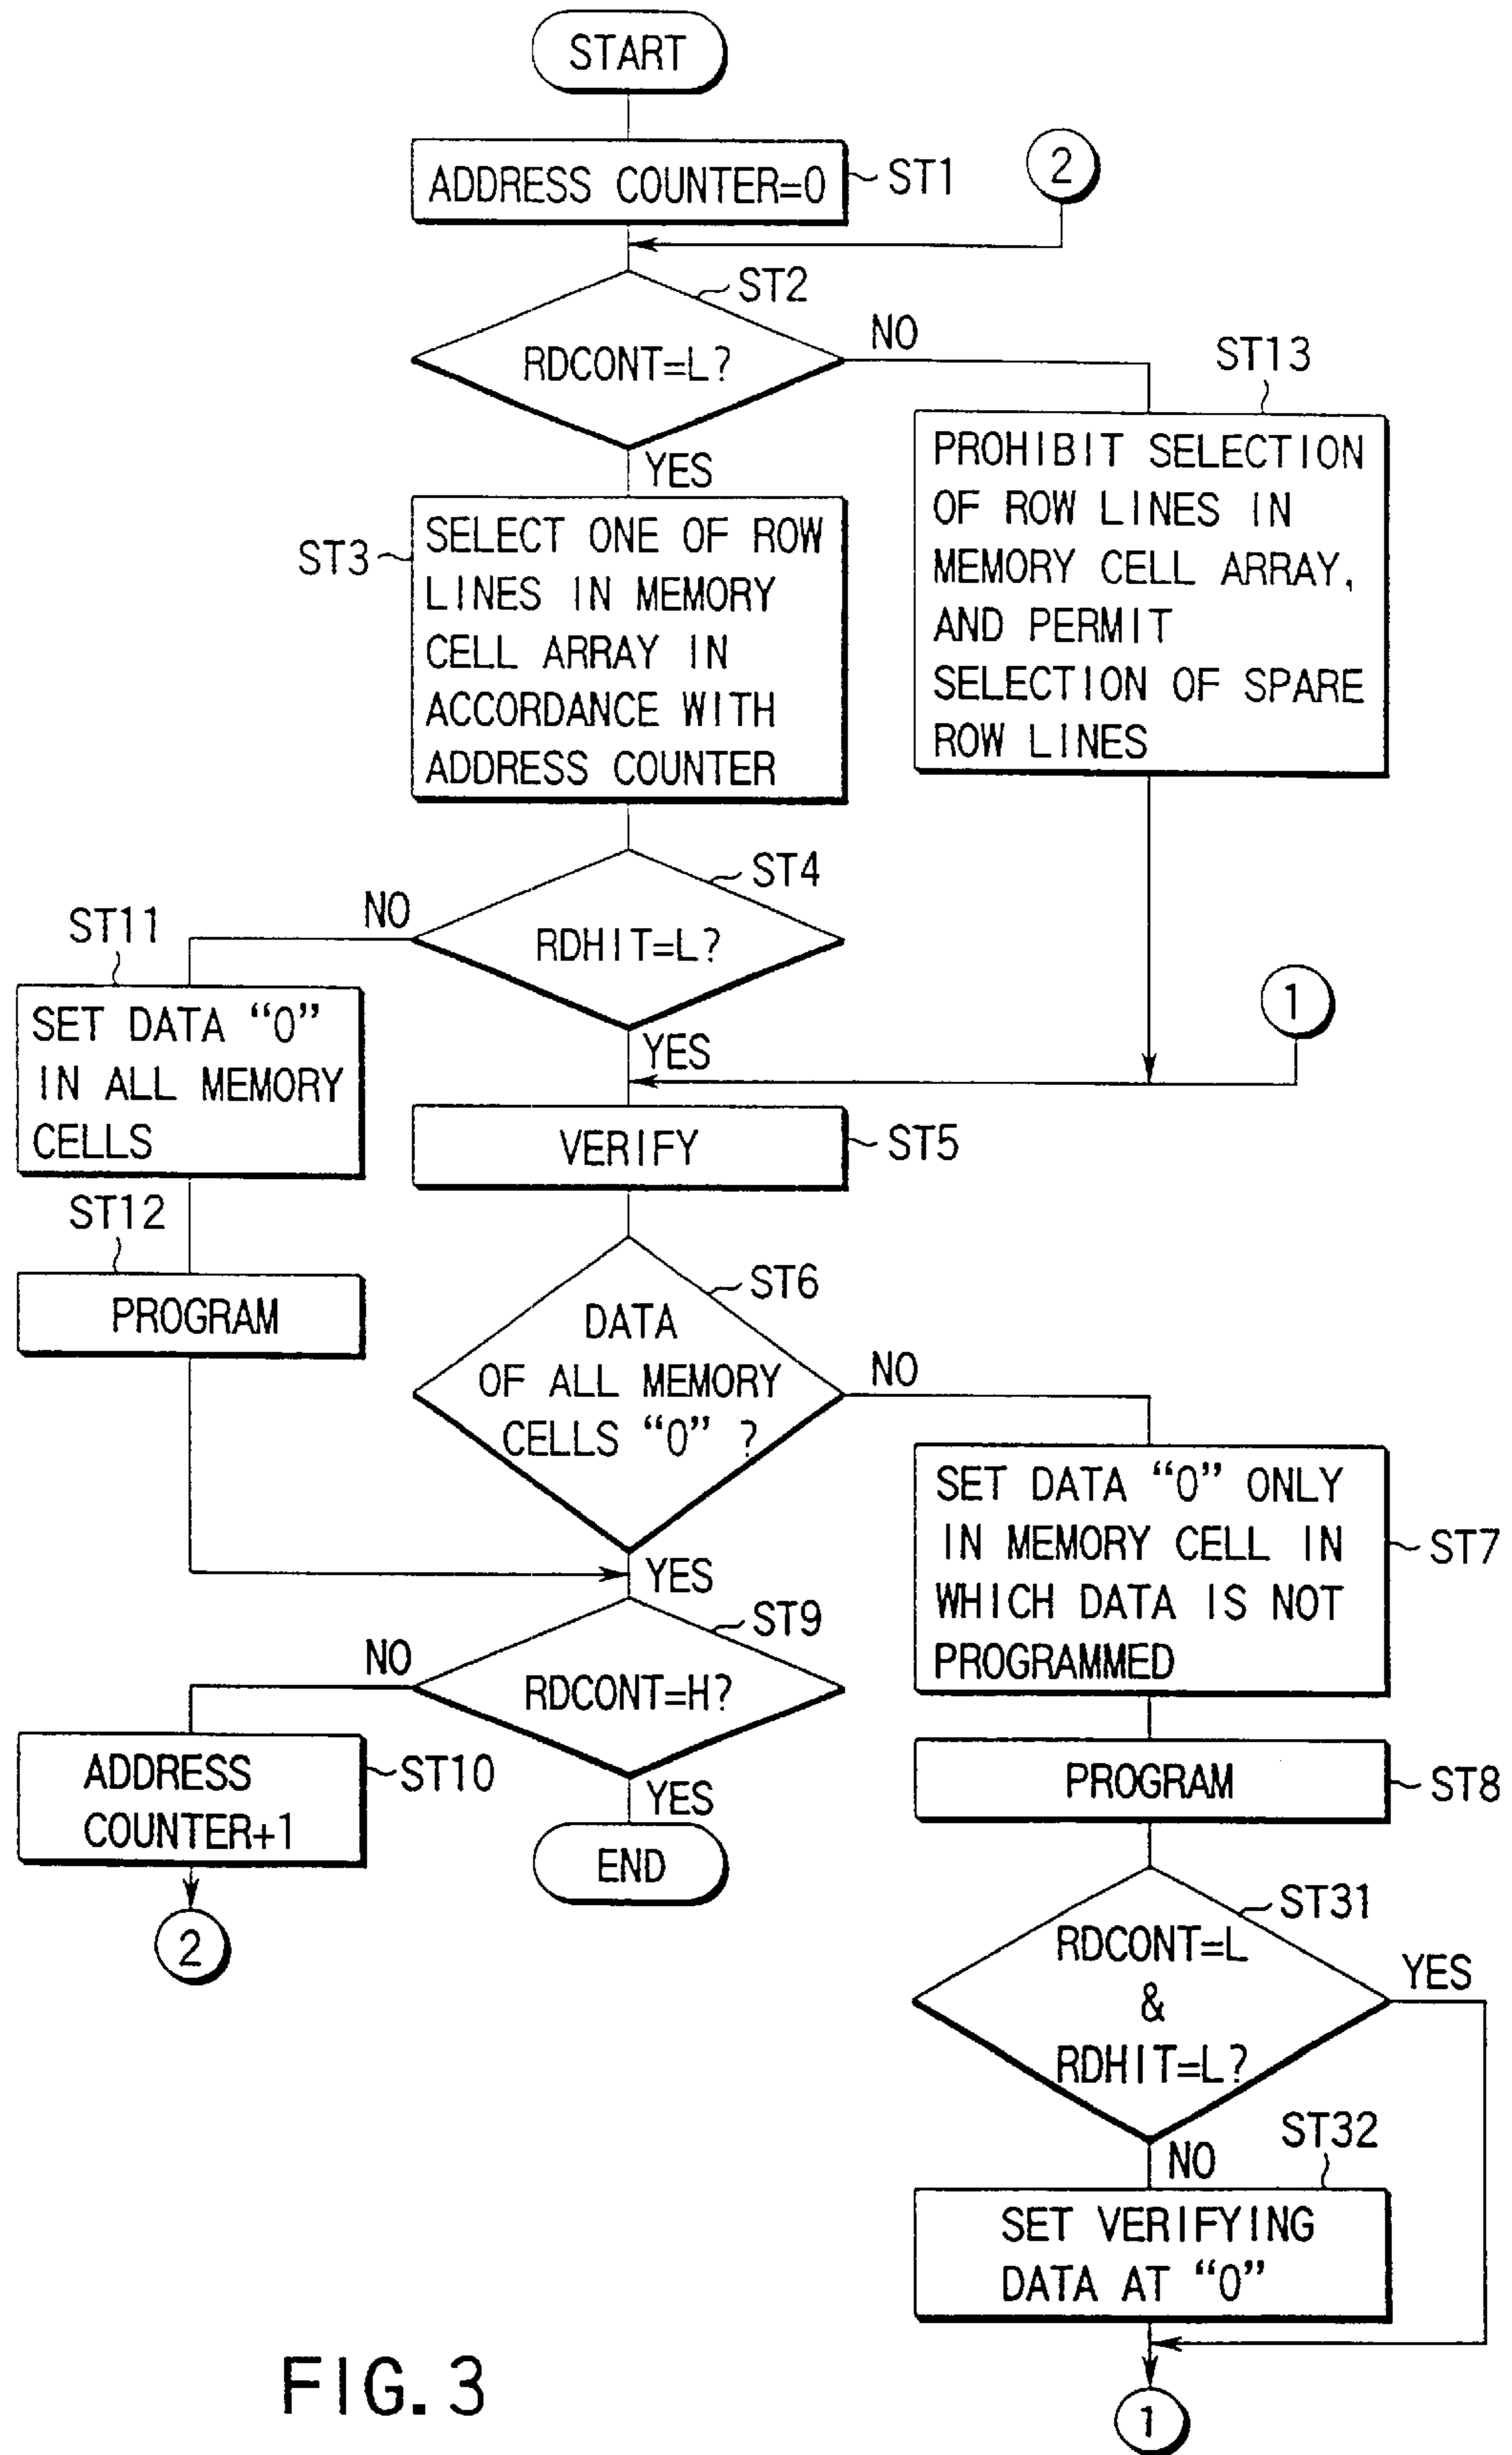 START
ADDRESS COUNTER=0
ST1
2
ST2
RDCONT=L?
NO
YES
ST13
PROHIBIT SELECTION
OF ROW LINES IN
MEMORY CELL ARRAY,
AND PERMIT
SELECTION OF SPARE
ROW LINES
ST3
SELECT ONE OF ROW
LINES IN MEMORY
CELL ARRAY IN
ACCORDANCE WITH
ADDRESS COUNTER
ST4
RDHIT=L?
NO
YES
ST11
SET DATA “0”
IN ALL MEMORY
CELLS
1
VERIFY
ST5
ST12
PROGRAM
ST6
DATA
OF ALL MEMORY
CELLS “0” ?
NO
YES
SET DATA “0” ONLY
IN MEMORY CELL IN
WHICH DATA IS NOT
PROGRAMMED
ST7
ST9
RDCONT=H?
NO
YES
ADDRESS
COUNTER+1
ST10
2
END
PROGRAM
ST8
ST31
RDCONT=L
&
RDHIT=L?
YES
NO
ST32
SET VERIFYING
DATA AT “0”
1
FIG. 3